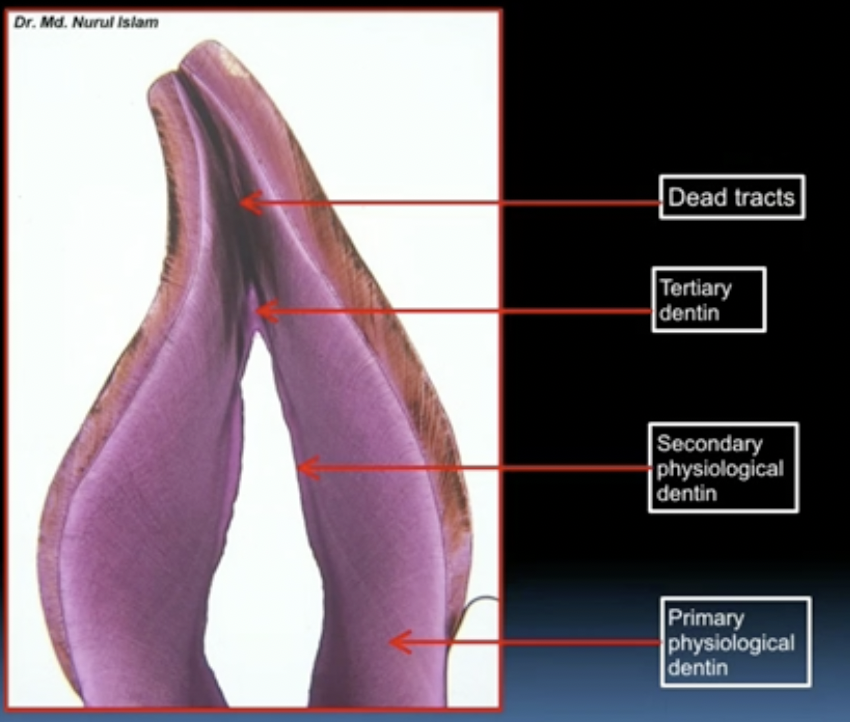 Dr. Md. Nurul Islam
Dead tracts
Tertiary
dentin
Secondary
physiological
dentin
Primary
physiological
dentin